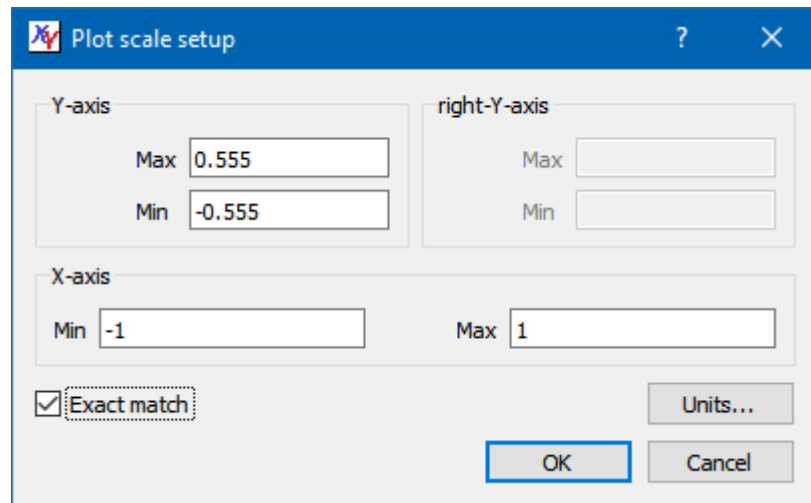 XY Plot scale setup ?
Y-axis
Max 0.555
Min -0.555
right-Y-axis
Max
Min
X-axis
Min -1 Max 1
Exact match Units...
OK Cancel